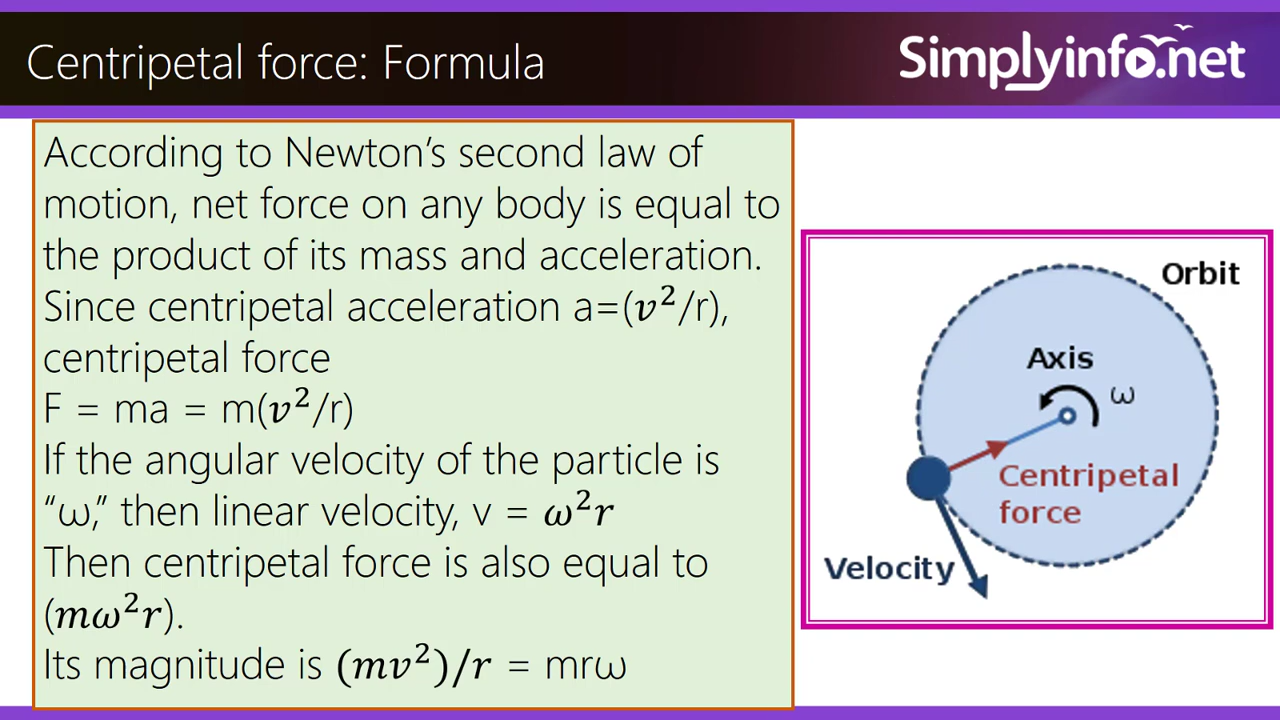 Centripetal force: Formula
Simplyinfo.net
According to Newton’s second law of
motion, net force on any body is equal to
the product of its mass and acceleration.
Since centripetal acceleration a=(𝒗²/r),
centripetal force
F = ma = m(𝒗²/r)
If the angular velocity of the particle is
“ω,” then linear velocity, v = 𝝎²𝒓
Then centripetal force is also equal to
(𝒎𝝎²𝒓).
Its magnitude is (𝒎𝒗²)/𝒓 = mrω
Orbit
Axis
ω
Centripetal
force
Velocity